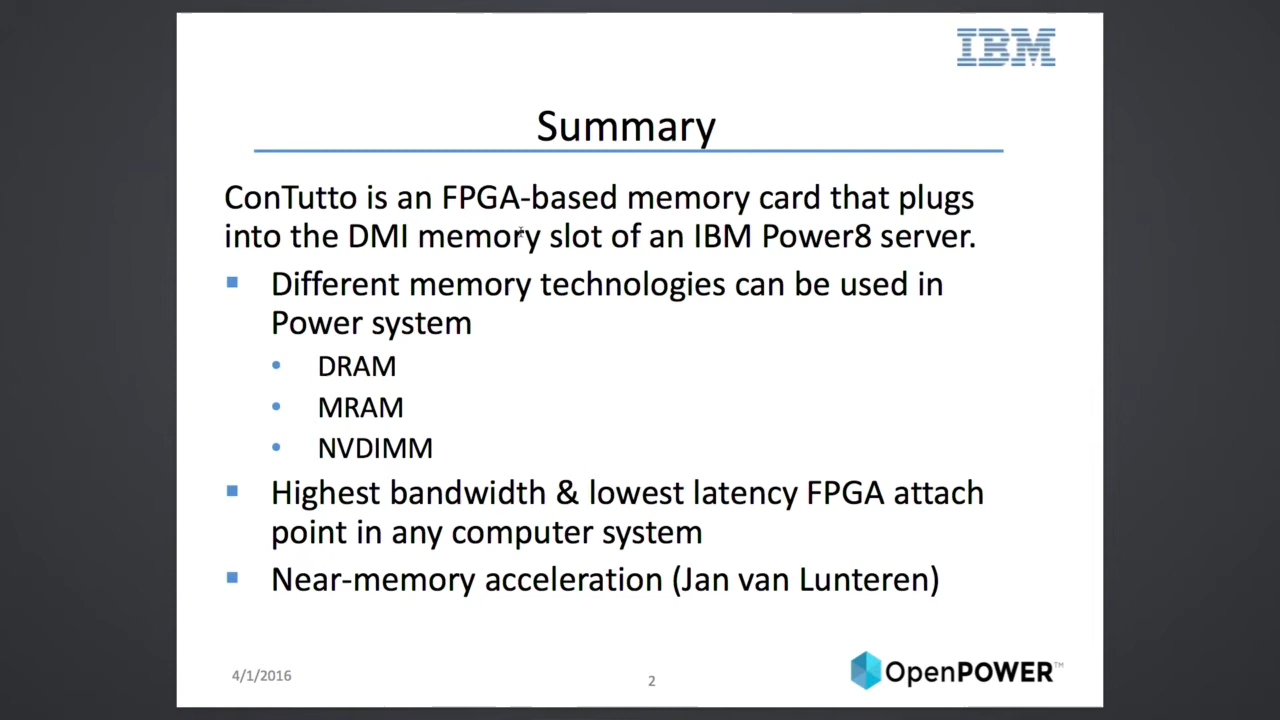 IBM
Summary
ConTutto is an FPGA-based memory card that plugs
into the DMI memory slot of an IBM Power8 server.
Different memory technologies can be used in
Power system
DRAM
MRAM
NVDIMM
Highest bandwidth & lowest latency FPGA attach
point in any computer system
Near-memory acceleration (Jan van Lunteren)
4/1/2016
2
OpenPOWER™